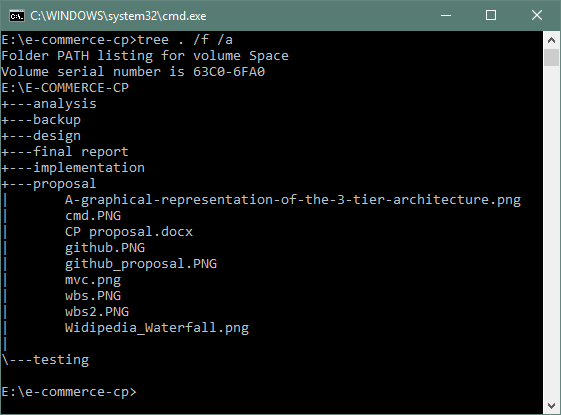 C:\WINDOWS\system32\cmd.exe
E:\e-commerce-cp>tree . /f /a
Folder PATH listing for volume Space
Volume serial number is 63C0-6FA0
E:\E-COMMERCE-CP
+---analysis
+---backup
+---design
+---final report
+---implementation
+---proposal
|       A-graphical-representation-of-the-3-tier-architecture.png
|       cmd.PNG
|       CP proposal.docx
|       github.PNG
|       github_proposal.PNG
|       mvc.png
|       wbs.PNG
|       wbs2.PNG
|       Widipedia_Waterfall.png
|
\---testing
E:\e-commerce-cp>